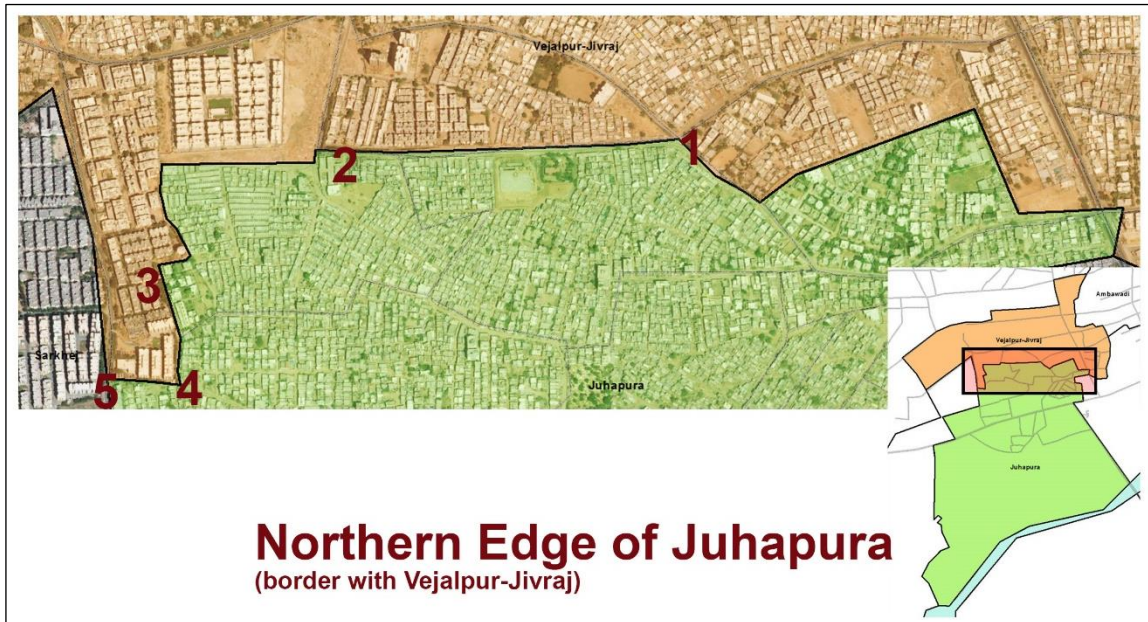 Vejalpur-Jivraj
1
2
3
Sarkhej
5
4
Juhapura
Ambawadi
Vejalpur-Jivraj
Juhapura
Northern Edge of Juhapura
(border with Vejalpur-Jivraj)